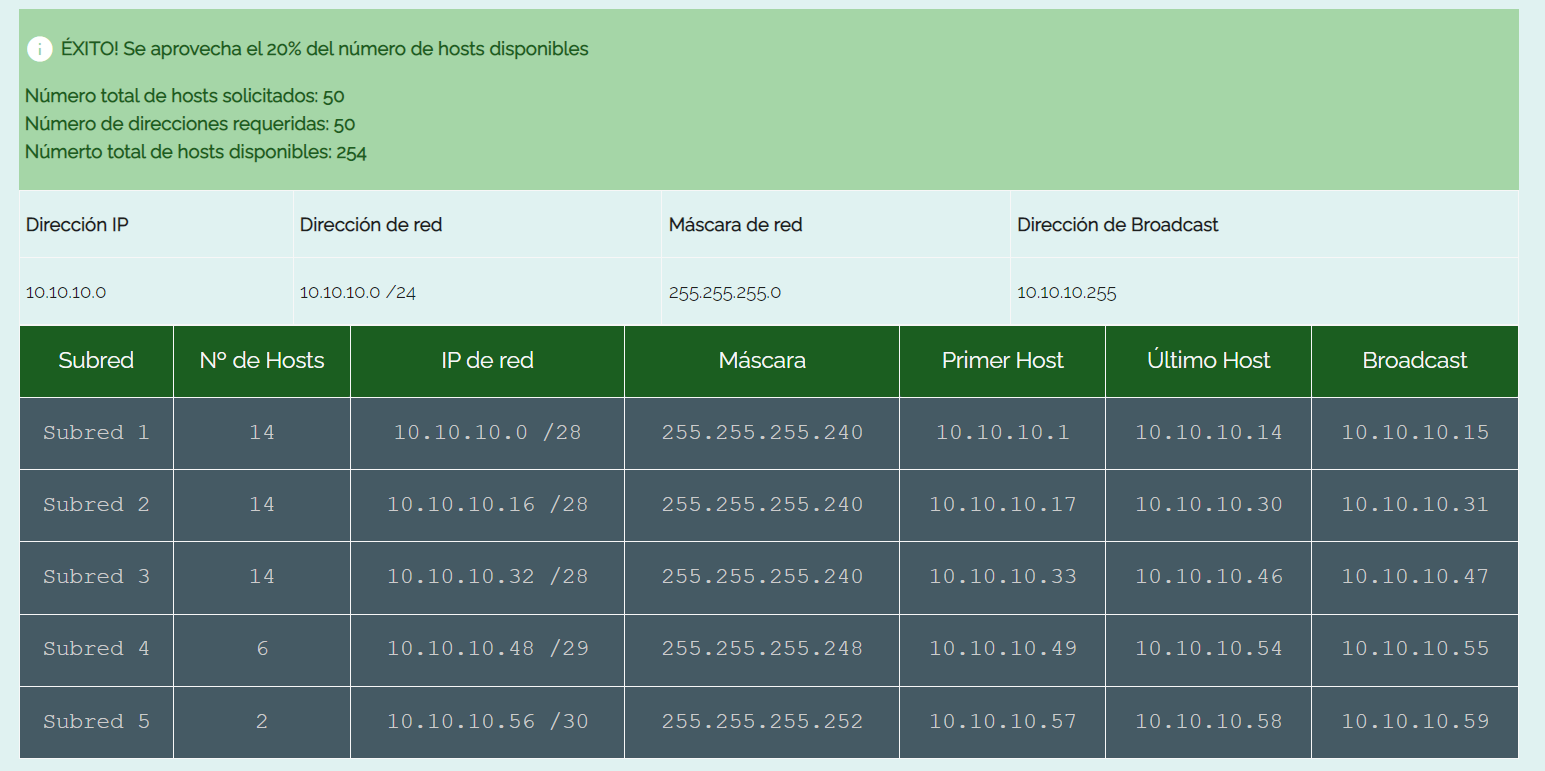 ÉXITO! Se aprovecha el 20% del número de hosts disponibles
Número total de hosts solicitados: 50
Número de direcciones requeridas: 50
Númerto total de hosts disponibles: 254
Dirección IP Dirección de red Máscara de red Dirección de Broadcast
10.10.10.0 10.10.10.0 /24 255.255.255.0 10.10.10.255
Subred Nº de Hosts IP de red Máscara Primer Host Último Host Broadcast
Subred 1 14 10.10.10.0 /28 255.255.255.240 10.10.10.1 10.10.10.14 10.10.10.15
Subred 2 14 10.10.10.16 /28 255.255.255.240 10.10.10.17 10.10.10.30 10.10.10.31
Subred 3 14 10.10.10.32 /28 255.255.255.240 10.10.10.33 10.10.10.46 10.10.10.47
Subred 4 6 10.10.10.48 /29 255.255.255.248 10.10.10.49 10.10.10.54 10.10.10.55
Subred 5 2 10.10.10.56 /30 255.255.255.252 10.10.10.57 10.10.10.58 10.10.10.59